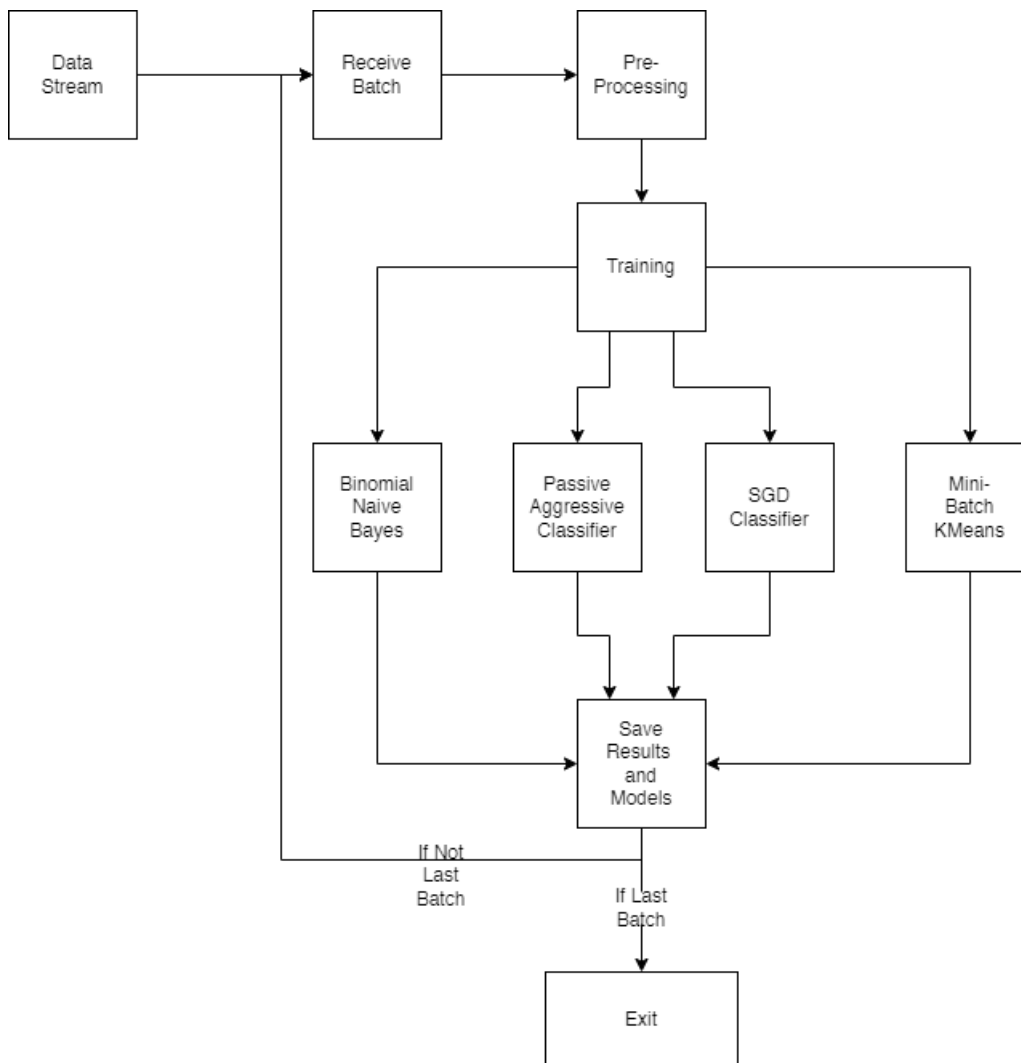 Data
Stream
Receive
Batch
Pre-
Processing
Training
Binomial
Naive
Bayes
Passive
Aggressive
Classifier
SGD
Classifier
Mini-
Batch
KMeans
Save
Results
and
Models
If Not
Last
Batch
If Last
Batch
Exit